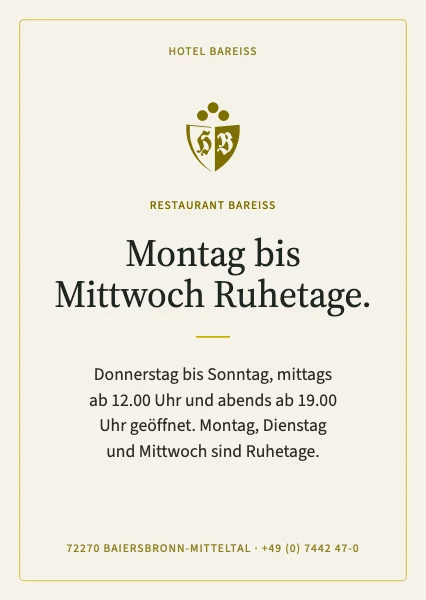 HOTEL BAREISS
HB
RESTAURANT BAREISS
Montag bis
Mittwoch Ruhetage.
Donnerstag bis Sonntag, mittags
ab 12.00 Uhr und abends ab 19.00
Uhr geöffnet. Montag, Dienstag
und Mittwoch sind Ruhetage.
72270 BAIERSBRONN-MITTELTAL · +49 (0) 7442 47-0